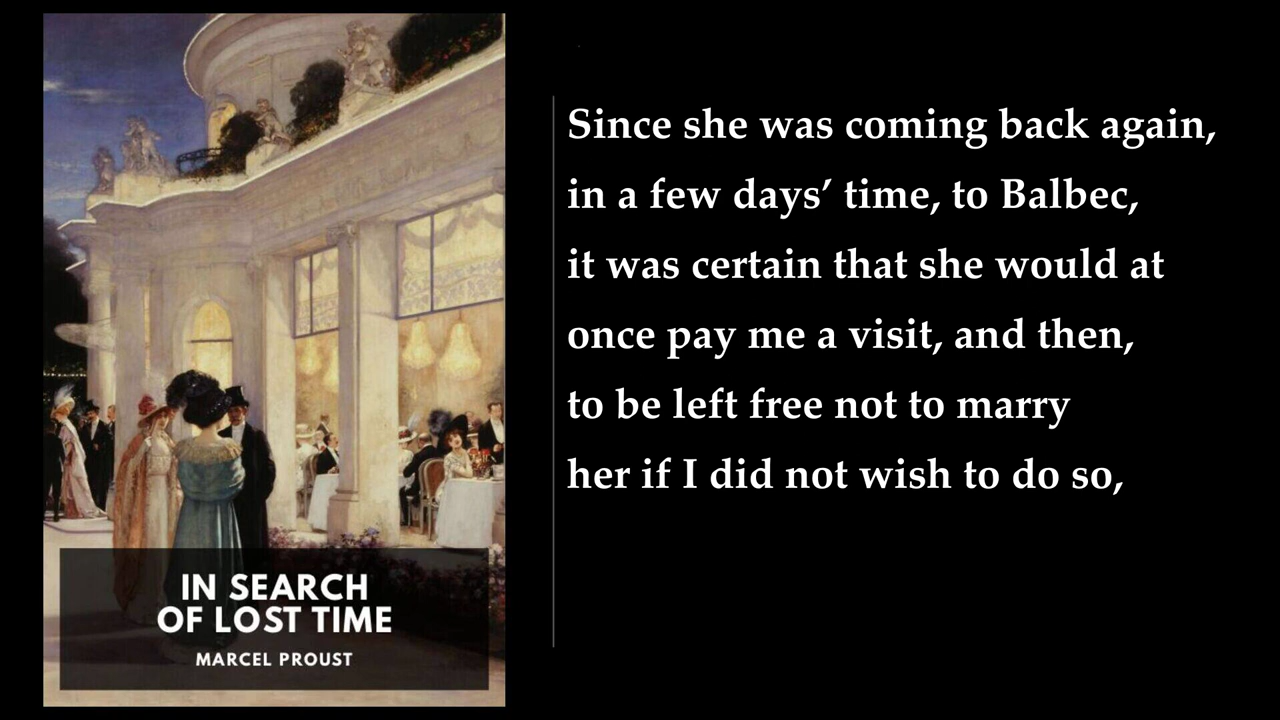 Since she was coming back again,
in a few days’ time, to Balbec,
it was certain that she would at
once pay me a visit, and then,
to be left free not to marry
her if I did not wish to do so,
IN SEARCH
OF LOST TIME
MARCEL PROUST